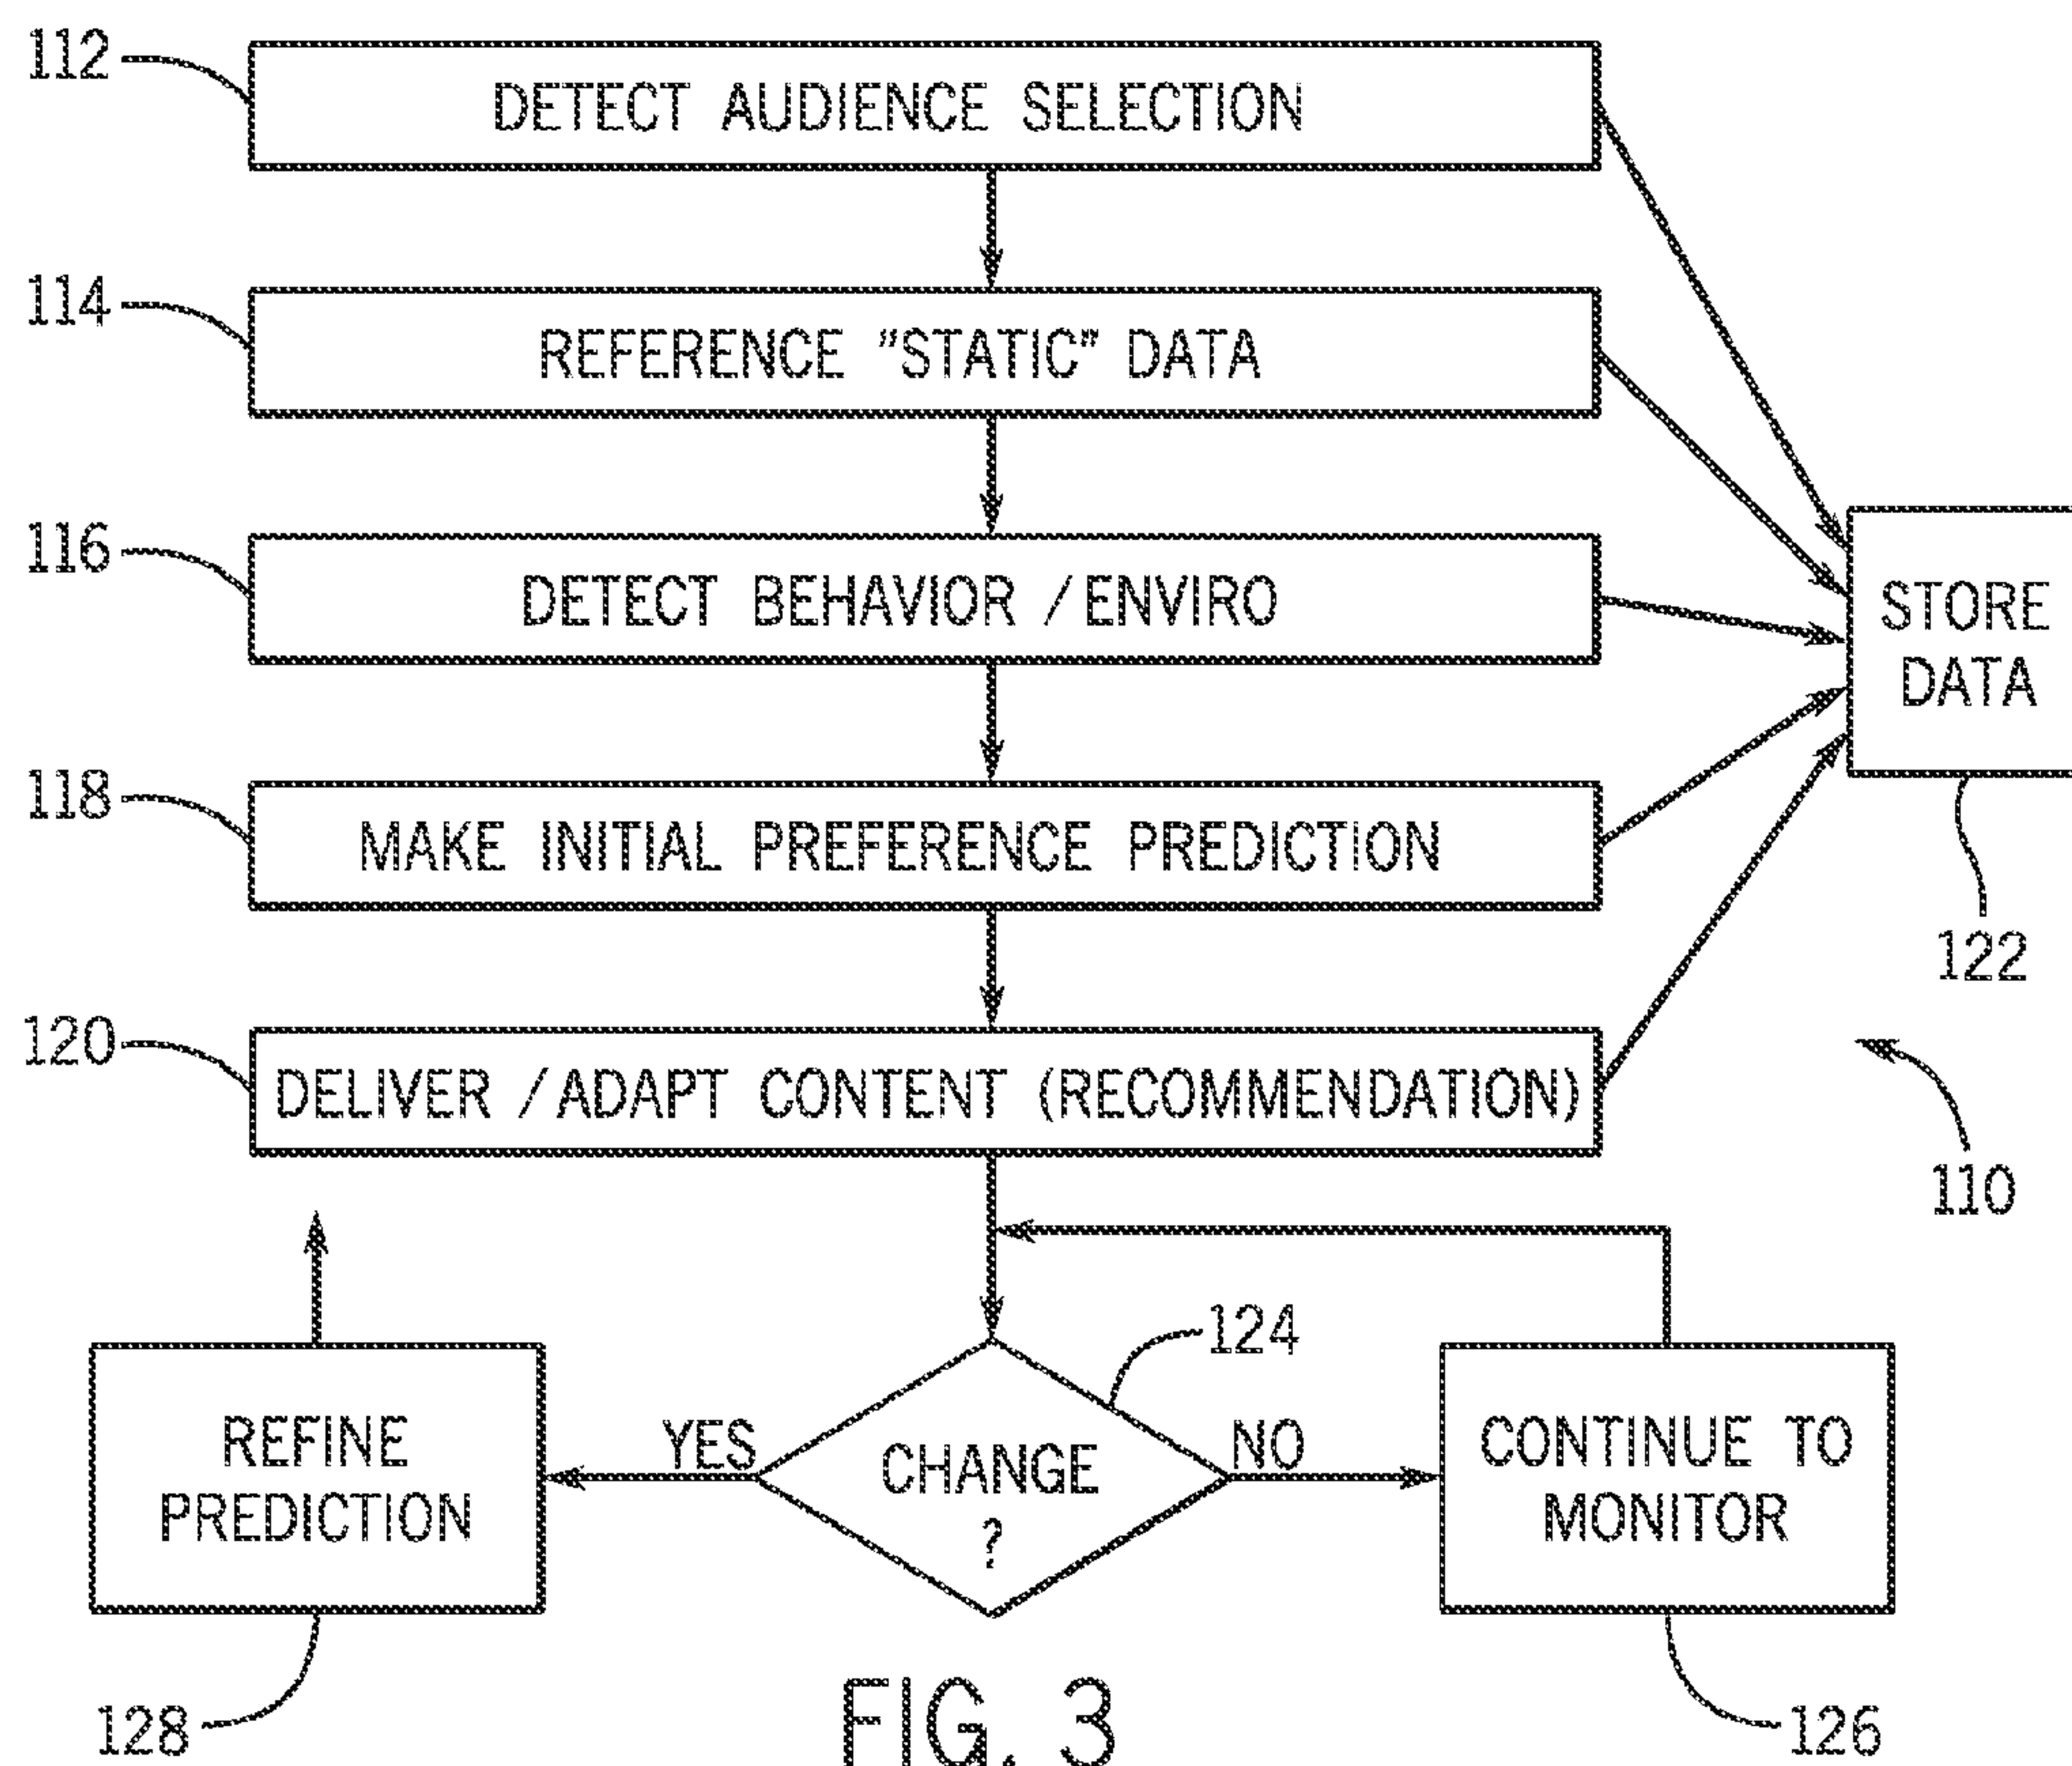 112
DETECT AUDIENCE SELECTION
114
REFERENCE "STATIC" DATA
116
DETECT BEHAVIOR / ENVIRO
STORE
DATA
118
MAKE INITIAL PREFERENCE PREDICTION
122
120
DELIVER / ADAPT CONTENT (RECOMMENDATION)
110
124
REFINE
PREDICTION
YES
CHANGE
?
NO
CONTINUE TO
MONITOR
128
126
FIG. 3